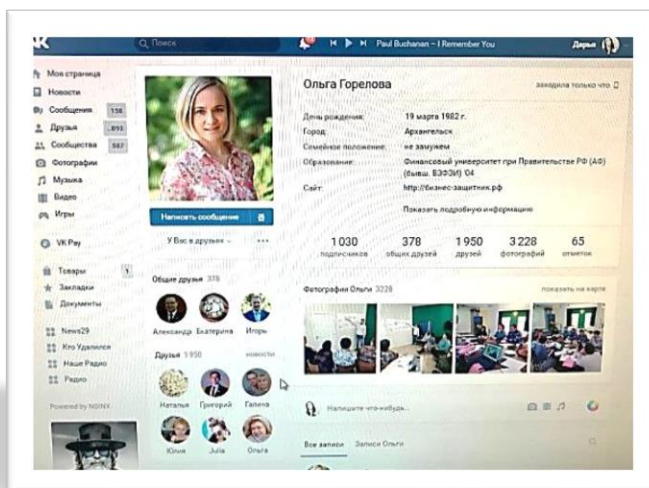 Поиск
Paul Buchanan – I Remember You
Дарья
Моя страница
Новости
Сообщения 156
Друзья
Сообщества 587
Фотографии
Музыка
Видео
Игры
VK Pay
Товары 1
Закладки
Документы
News29
Кто Удалился
Наше Радио
Радио
Powered by NGINX
Написать сообщение
У Вас в друзьях
Общие друзья 378
Александр Екатерина Игорь
Друзья 1 950 новости
Наталья Григорий Галина
Юлия Julia Ольга
Ольга Горелова
заходила только что
День рождения: 19 марта 1982 г.
Город: Архангельск
Семейное положение: не замужем
Образование: Финансовый университет при Правительстве РФ (АФ)
(бывш. ВЗФЭИ) '04
Сайт: http://бизнес-защитник.рф
Показать подробную информацию
1 030 378 1 950 3 228 65
подписчиков общих друзей друзей фотографий отметок
Фотографии Ольги 3228 показать на карте
Напишите что-нибудь...
Все записи Записи Ольги